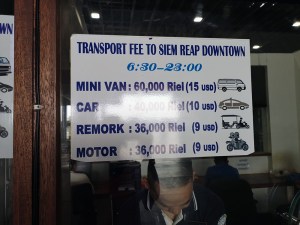 TRANSPORT FEE TO SIEM REAP DOWNTOWN
6:30-23:00
MINI VAN : 60,000 Riel (15 USD)
CAR : 40,000 Riel (10 USD)
REMORK : 36,000 Riel (9 USD)
MOTOR : 36,000 Riel (9 USD)
WN